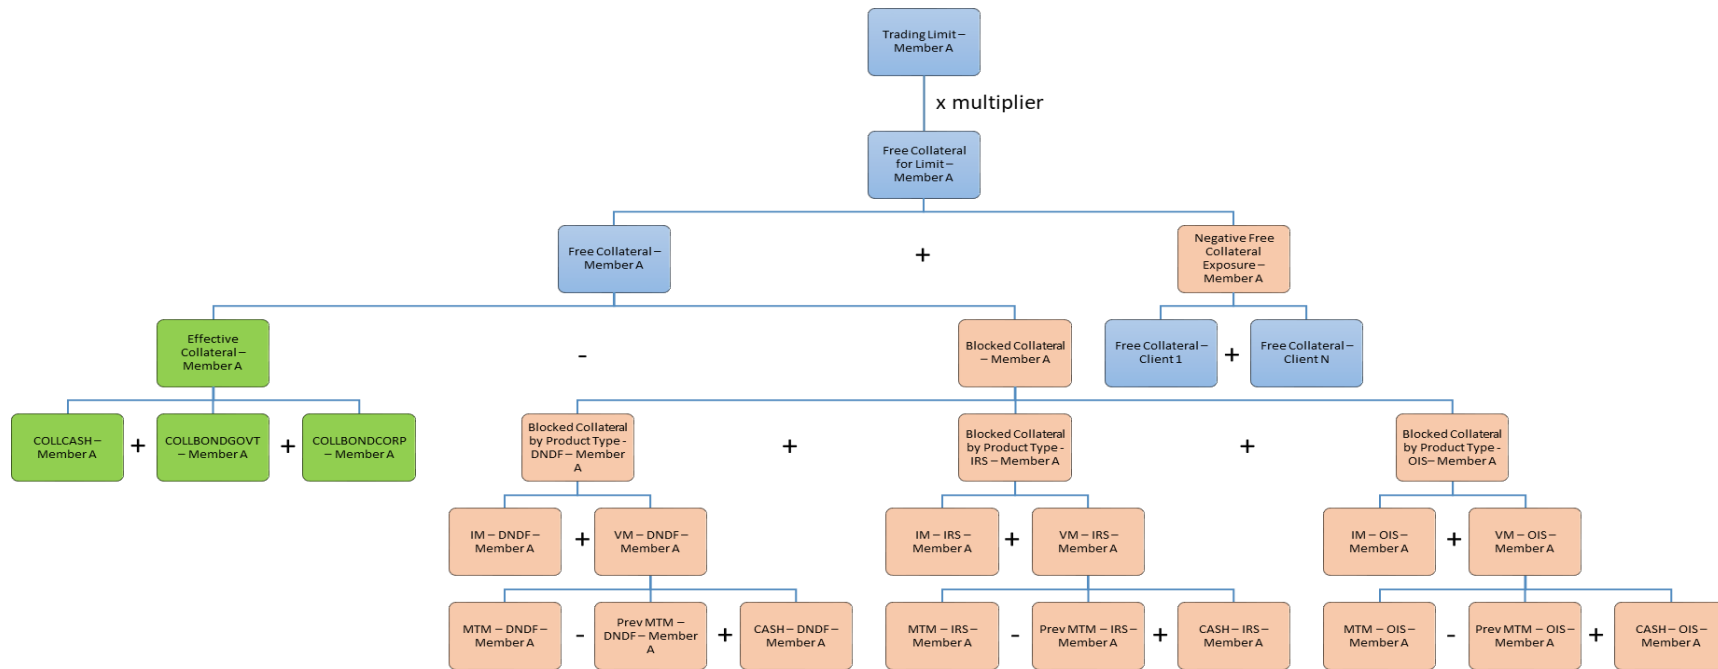 Trading Limit –
Member A
x multiplier
Free Collateral
for Limit –
Member A
Free Collateral –
Member A
+
Negative Free
Collateral
Exposure –
Member A
Effective
Collateral –
Member A
-
Blocked Collateral
– Member A
Free Collateral –
Client 1
+
Free Collateral –
Client N
COLLCASH –
Member A
+
COLLBONDGOVT
– Member A
+
COLLBONDCORP
– Member A
Blocked Collateral
by Product Type -
DNDF – Member
A
+
Blocked Collateral
by Product Type -
IRS – Member A
+
Blocked Collateral
by Product Type -
OIS– Member A
IM – DNDF –
Member A
+
VM – DNDF –
Member A
IM – IRS –
Member A
+
VM – IRS –
Member A
IM – OIS –
Member A
+
VM – OIS –
Member A
MTM – DNDF –
Member A
-
Prev MTM –
DNDF – Member
A
+
CASH – DNDF –
Member A
MTM – IRS –
Member A
-
Prev MTM – IRS –
Member A
+
CASH – IRS –
Member A
MTM – OIS –
Member A
-
Prev MTM – OIS –
Member A
+
CASH – OIS –
Member A